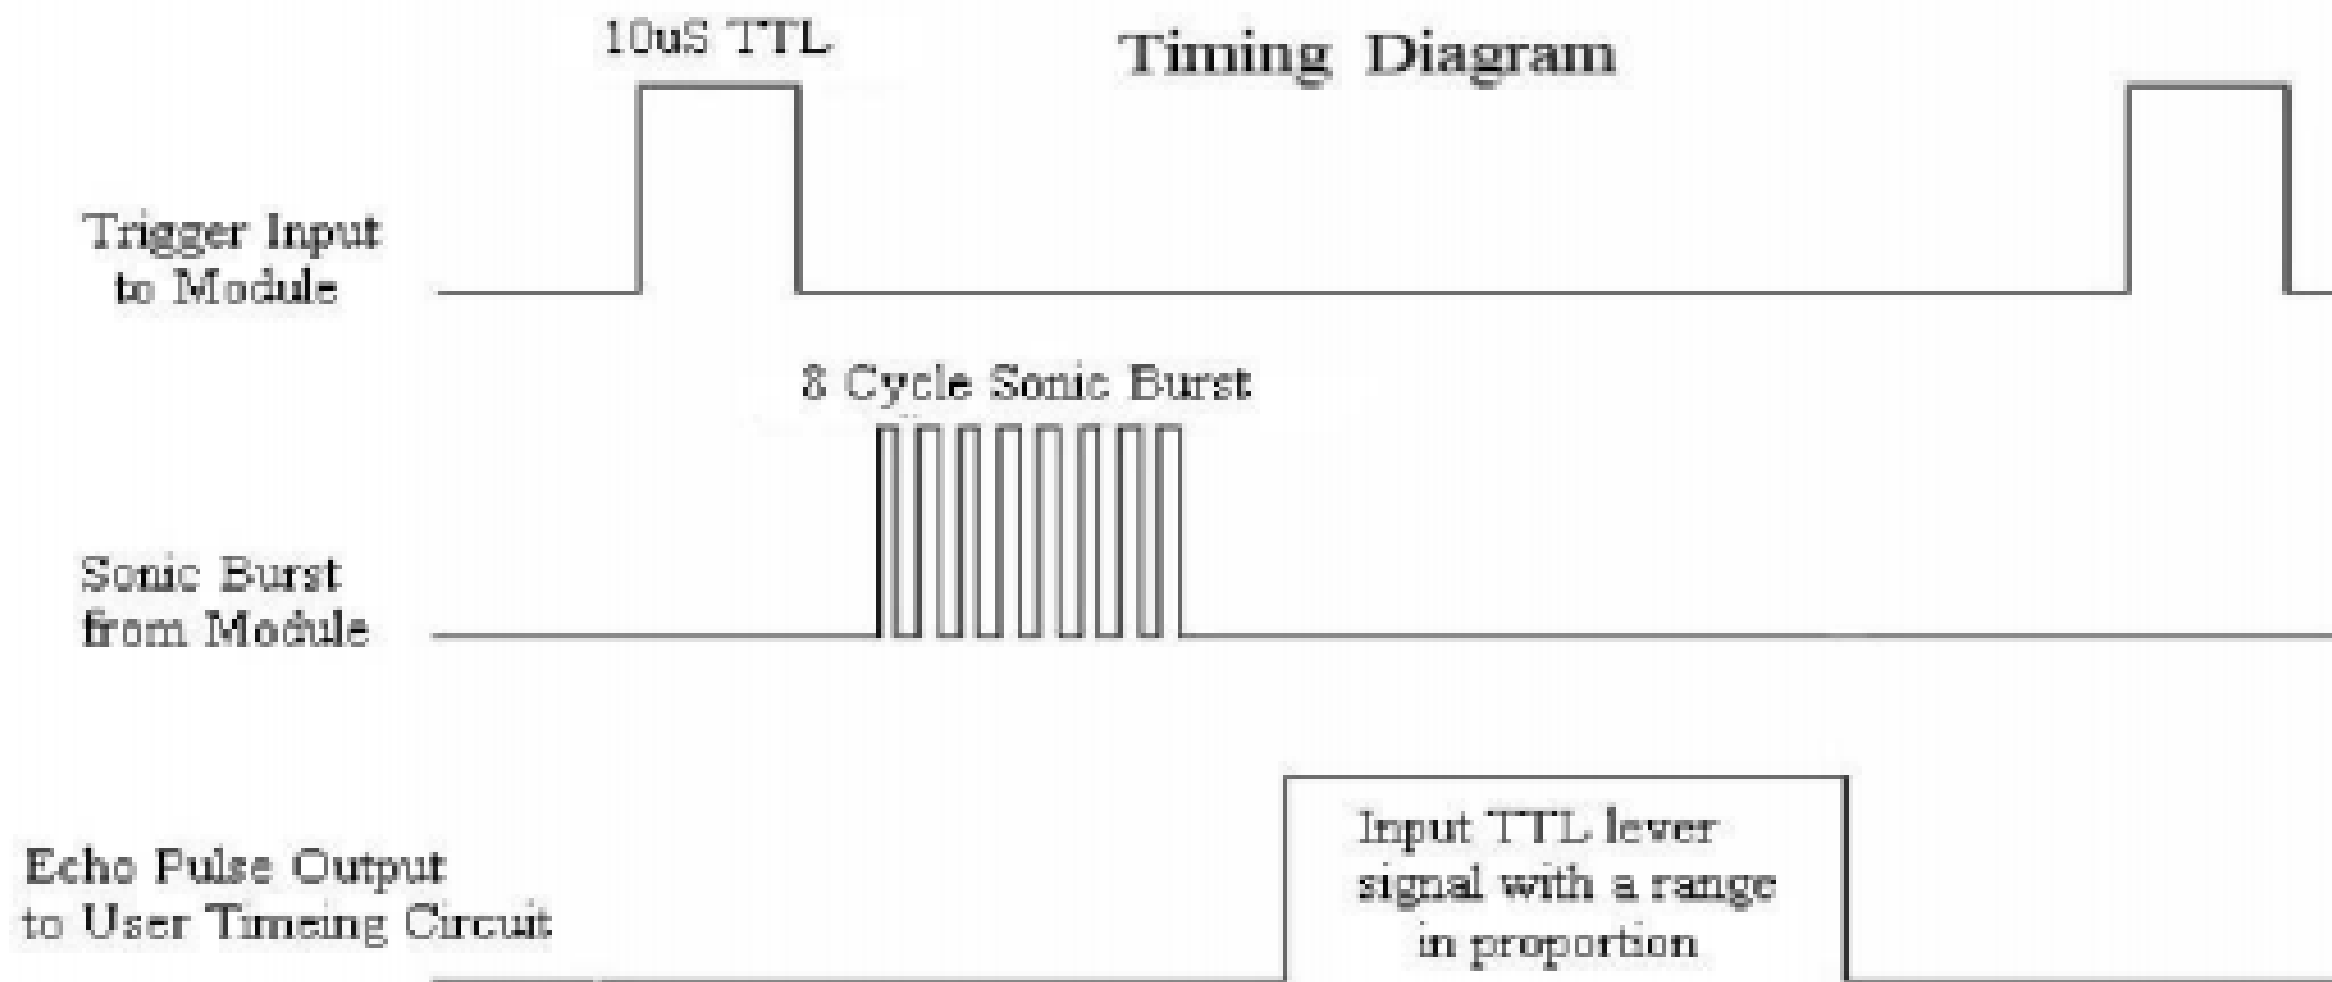 10uS TTL
Timing Diagram
Trigger Input
to Module
8 Cycle Sonic Burst
Sonic Burst
from Module
Echo Pulse Output
to User Timeing Circuit
Input TTL lever
signal with a range
in proportion